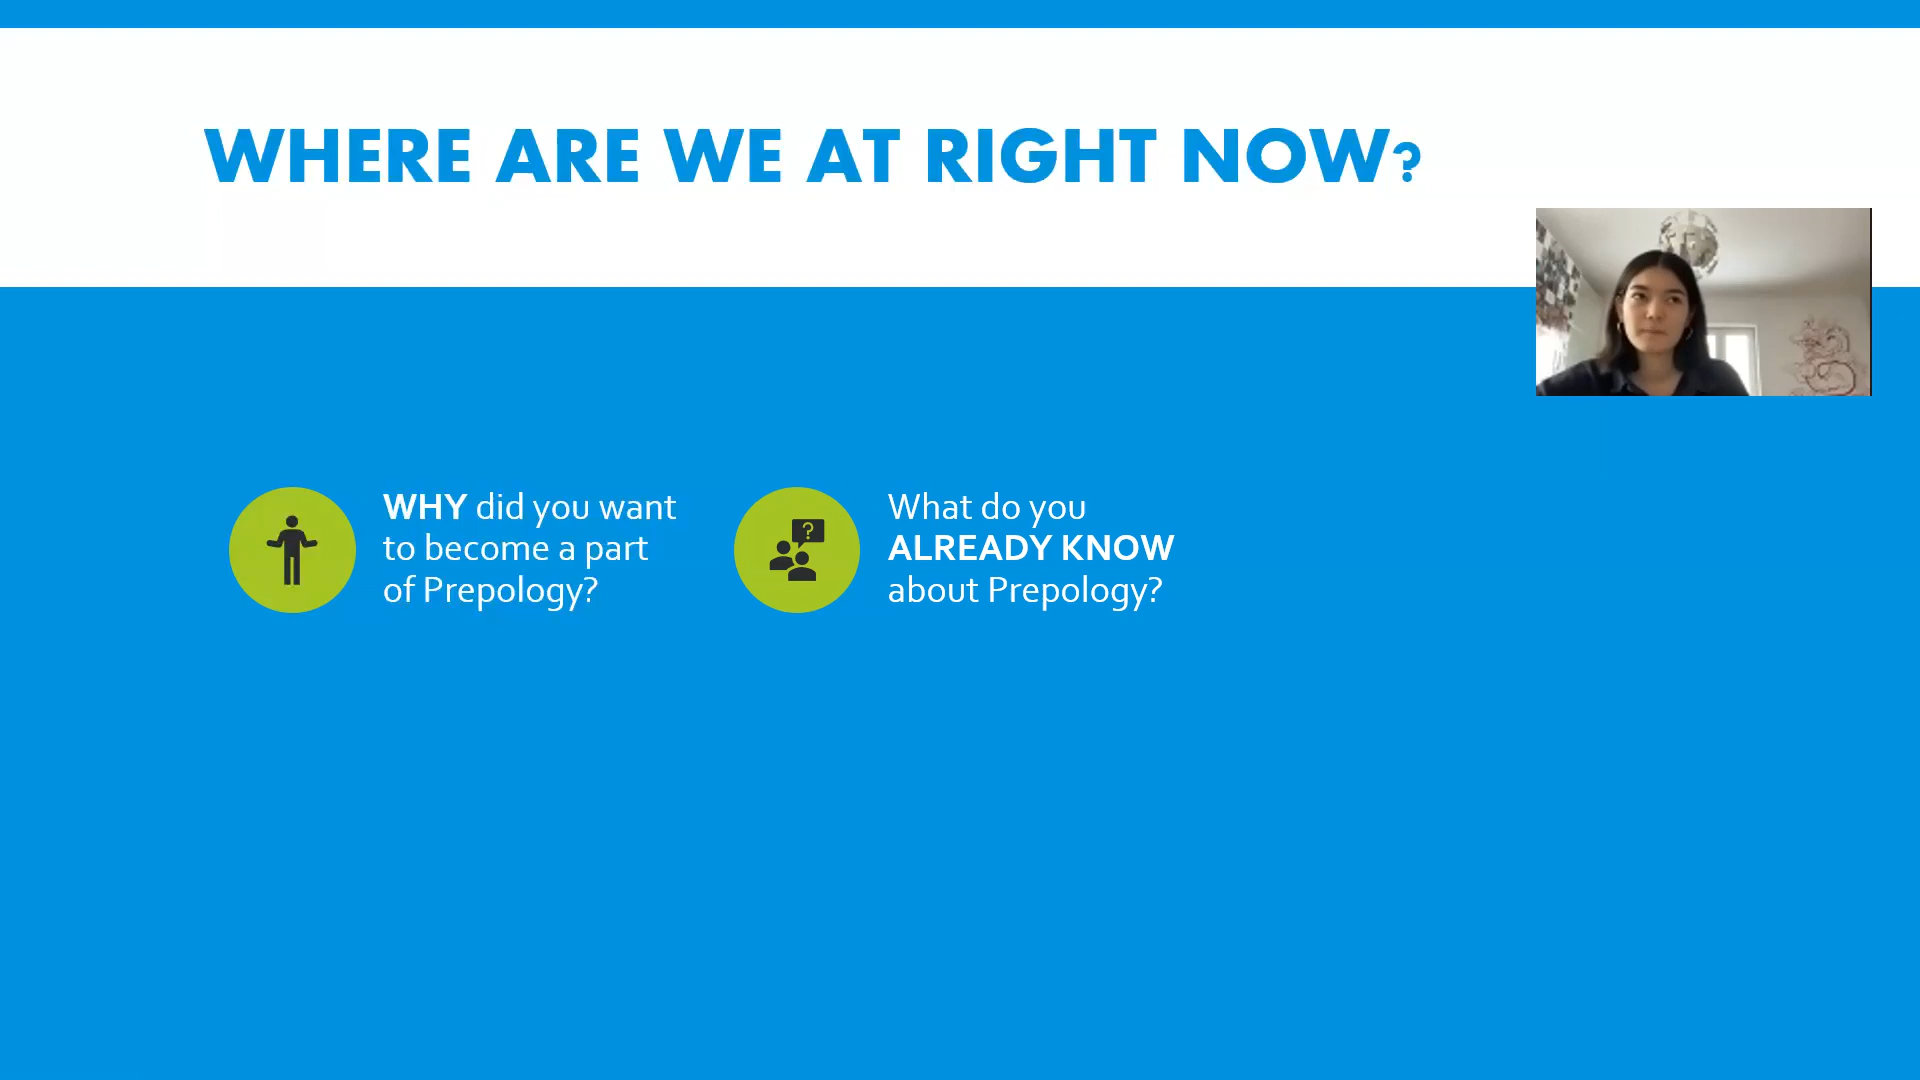 WHERE ARE WE AT RIGHT NOW?
WHY did you want
to become a part
of Prepology?
?
What do you
ALREADY KNOW
about Prepology?